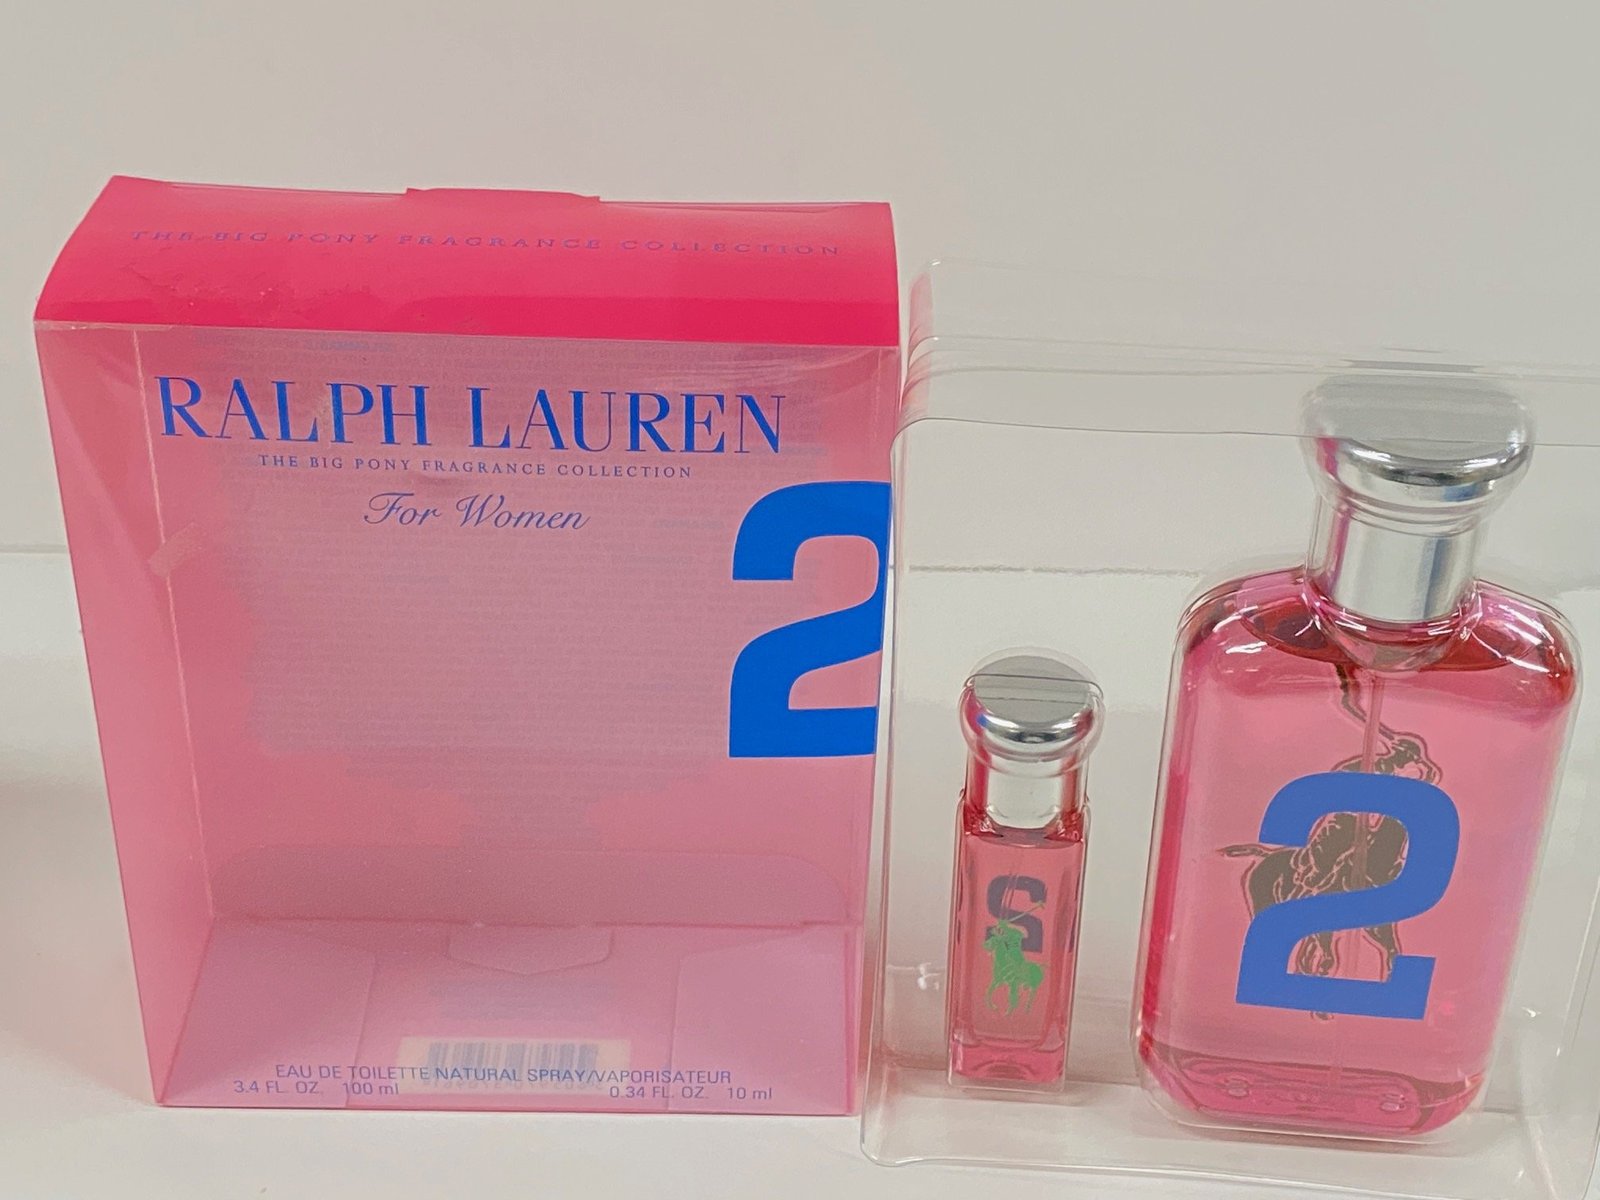 THE BIG PONY FRAGRANCE COLLECTION
RALPH LAUREN
THE BIG PONY FRAGRANCE COLLECTION
For Women
2
EAU DE TOILETTE NATURAL SPRAY/VAPORISATEUR
3.4 FL. OZ. 100 ml
0.34 FL. OZ. 10 ml
2
2